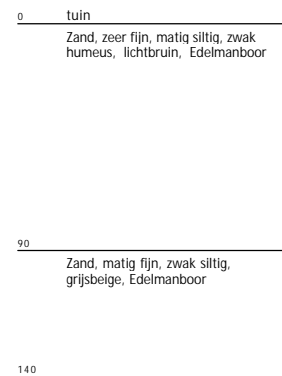 0 tuin
Zand, zeer fijn, matig siltig, zwak
humeus, lichtbruin, Edelmanboor
90
Zand, matig fijn, zwak siltig,
grijsbeige, Edelmanboor
140